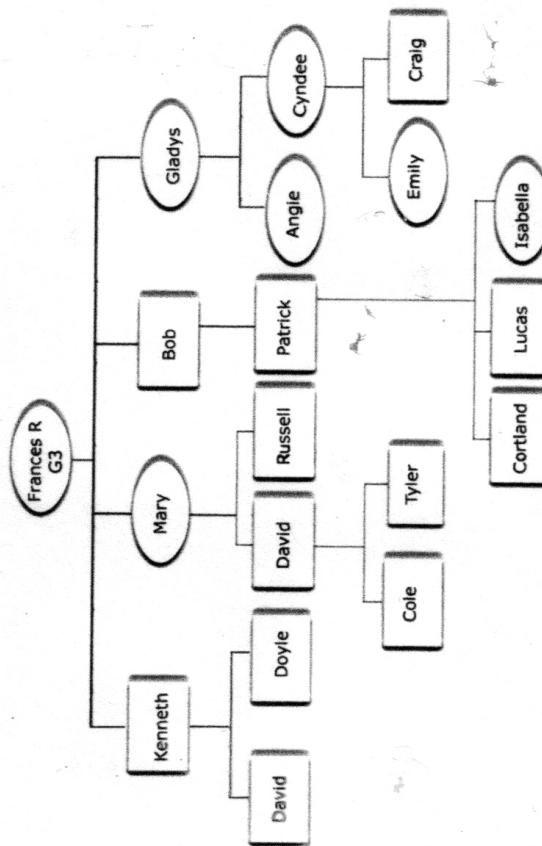 Frances R
G3
Kenneth
Mary
Bob
Gladys
David
Doyle
David
Russell
Patrick
Angie
Cyndee
Cole
Tyler
Emily
Craig
Cortland
Lucas
Isabella